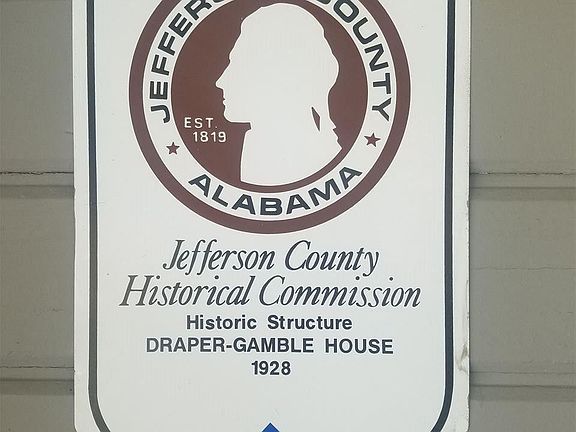 JEFFERSON COUNTY
EST.
1819
ALABAMA
Jefferson County
Historical Commission
Historic Structure
DRAPER-GAMBLE HOUSE
1928